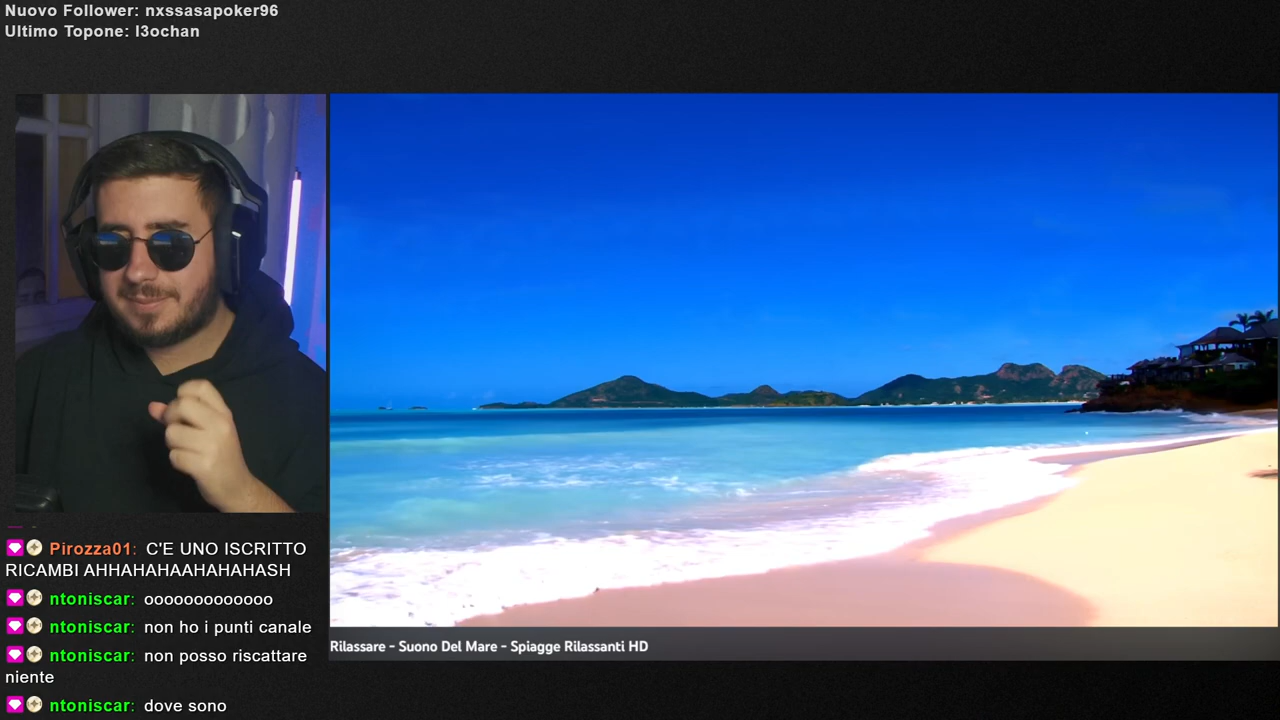 Nuovo Follower: nxssasapoker96
Ultimo Topone: l3ochan
Rilassare - Suono Del Mare - Spiagge Rilassanti HD
Pirozza01: C'E UNO ISCRITTO
RICAMBI AHHAHAHAAHAHAHASH
ntoniscar: ooooooooooooo
ntoniscar: non ho i punti canale
ntoniscar: non posso riscattare
niente
ntoniscar: dove sono